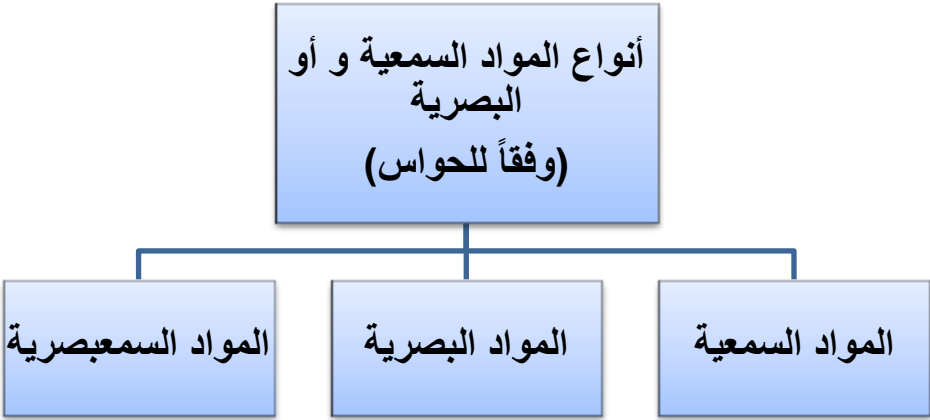 أنواع المواد السمعية و أو
البصرية
(وفقاً للحواس)
المواد السمعية
المواد البصرية
المواد السمعبصرية